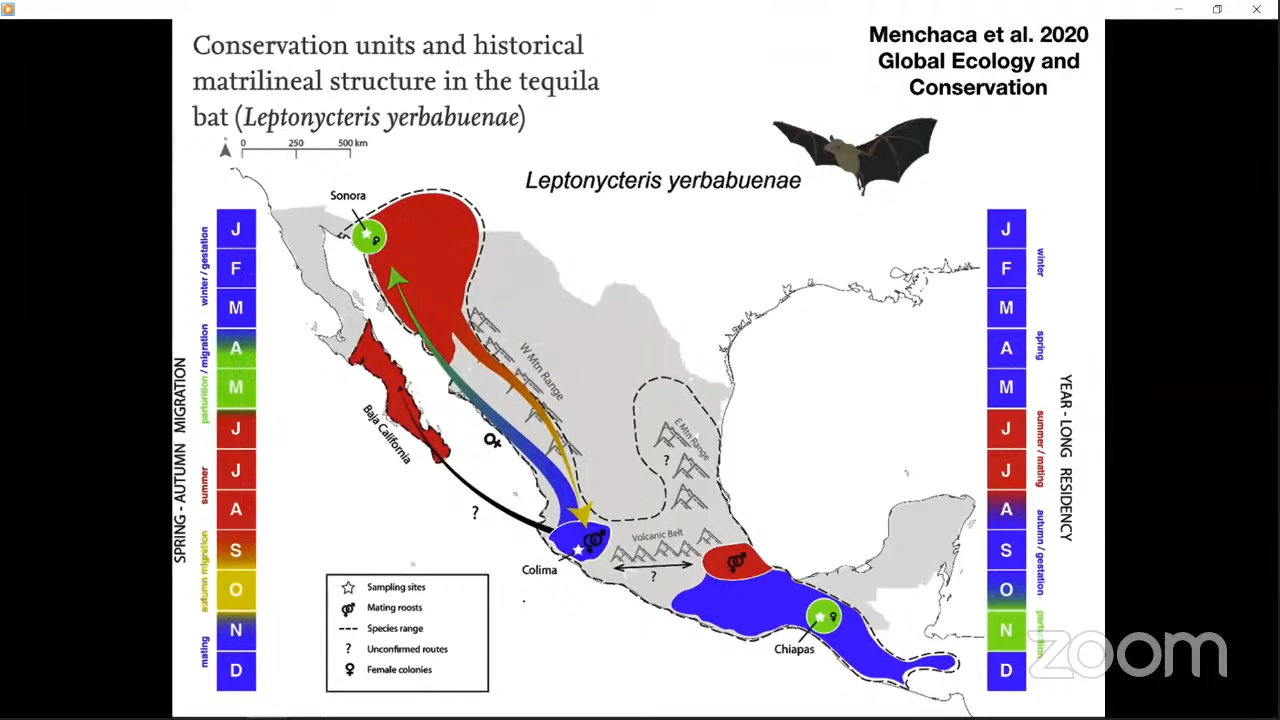 Conservation units and historical
matrilineal structure in the tequila
bat (Leptonycteris yerbabuenae)
Menchaca et al. 2020
Global Ecology and
Conservation
N
0 250 500 km
Leptonycteris yerbabuenae
Sonora
W Mtn Range
E Mtn Range
?
Baja California
?
Volcanic Belt
?
Colima
Chiapas
SPRING - AUTUMN MIGRATION
winter / gestation
parturition / migration
summer
autumn migration
mating
J
F
M
A
M
J
J
A
S
O
N
D
J
F
M
A
M
J
J
A
S
O
N
D
winter
spring
summer / mating
autumn / gestation
YEAR - LONG RESIDENCY
Sampling sites
Mating roosts
Species range
? Unconfirmed routes
♀ Female colonies
zoom